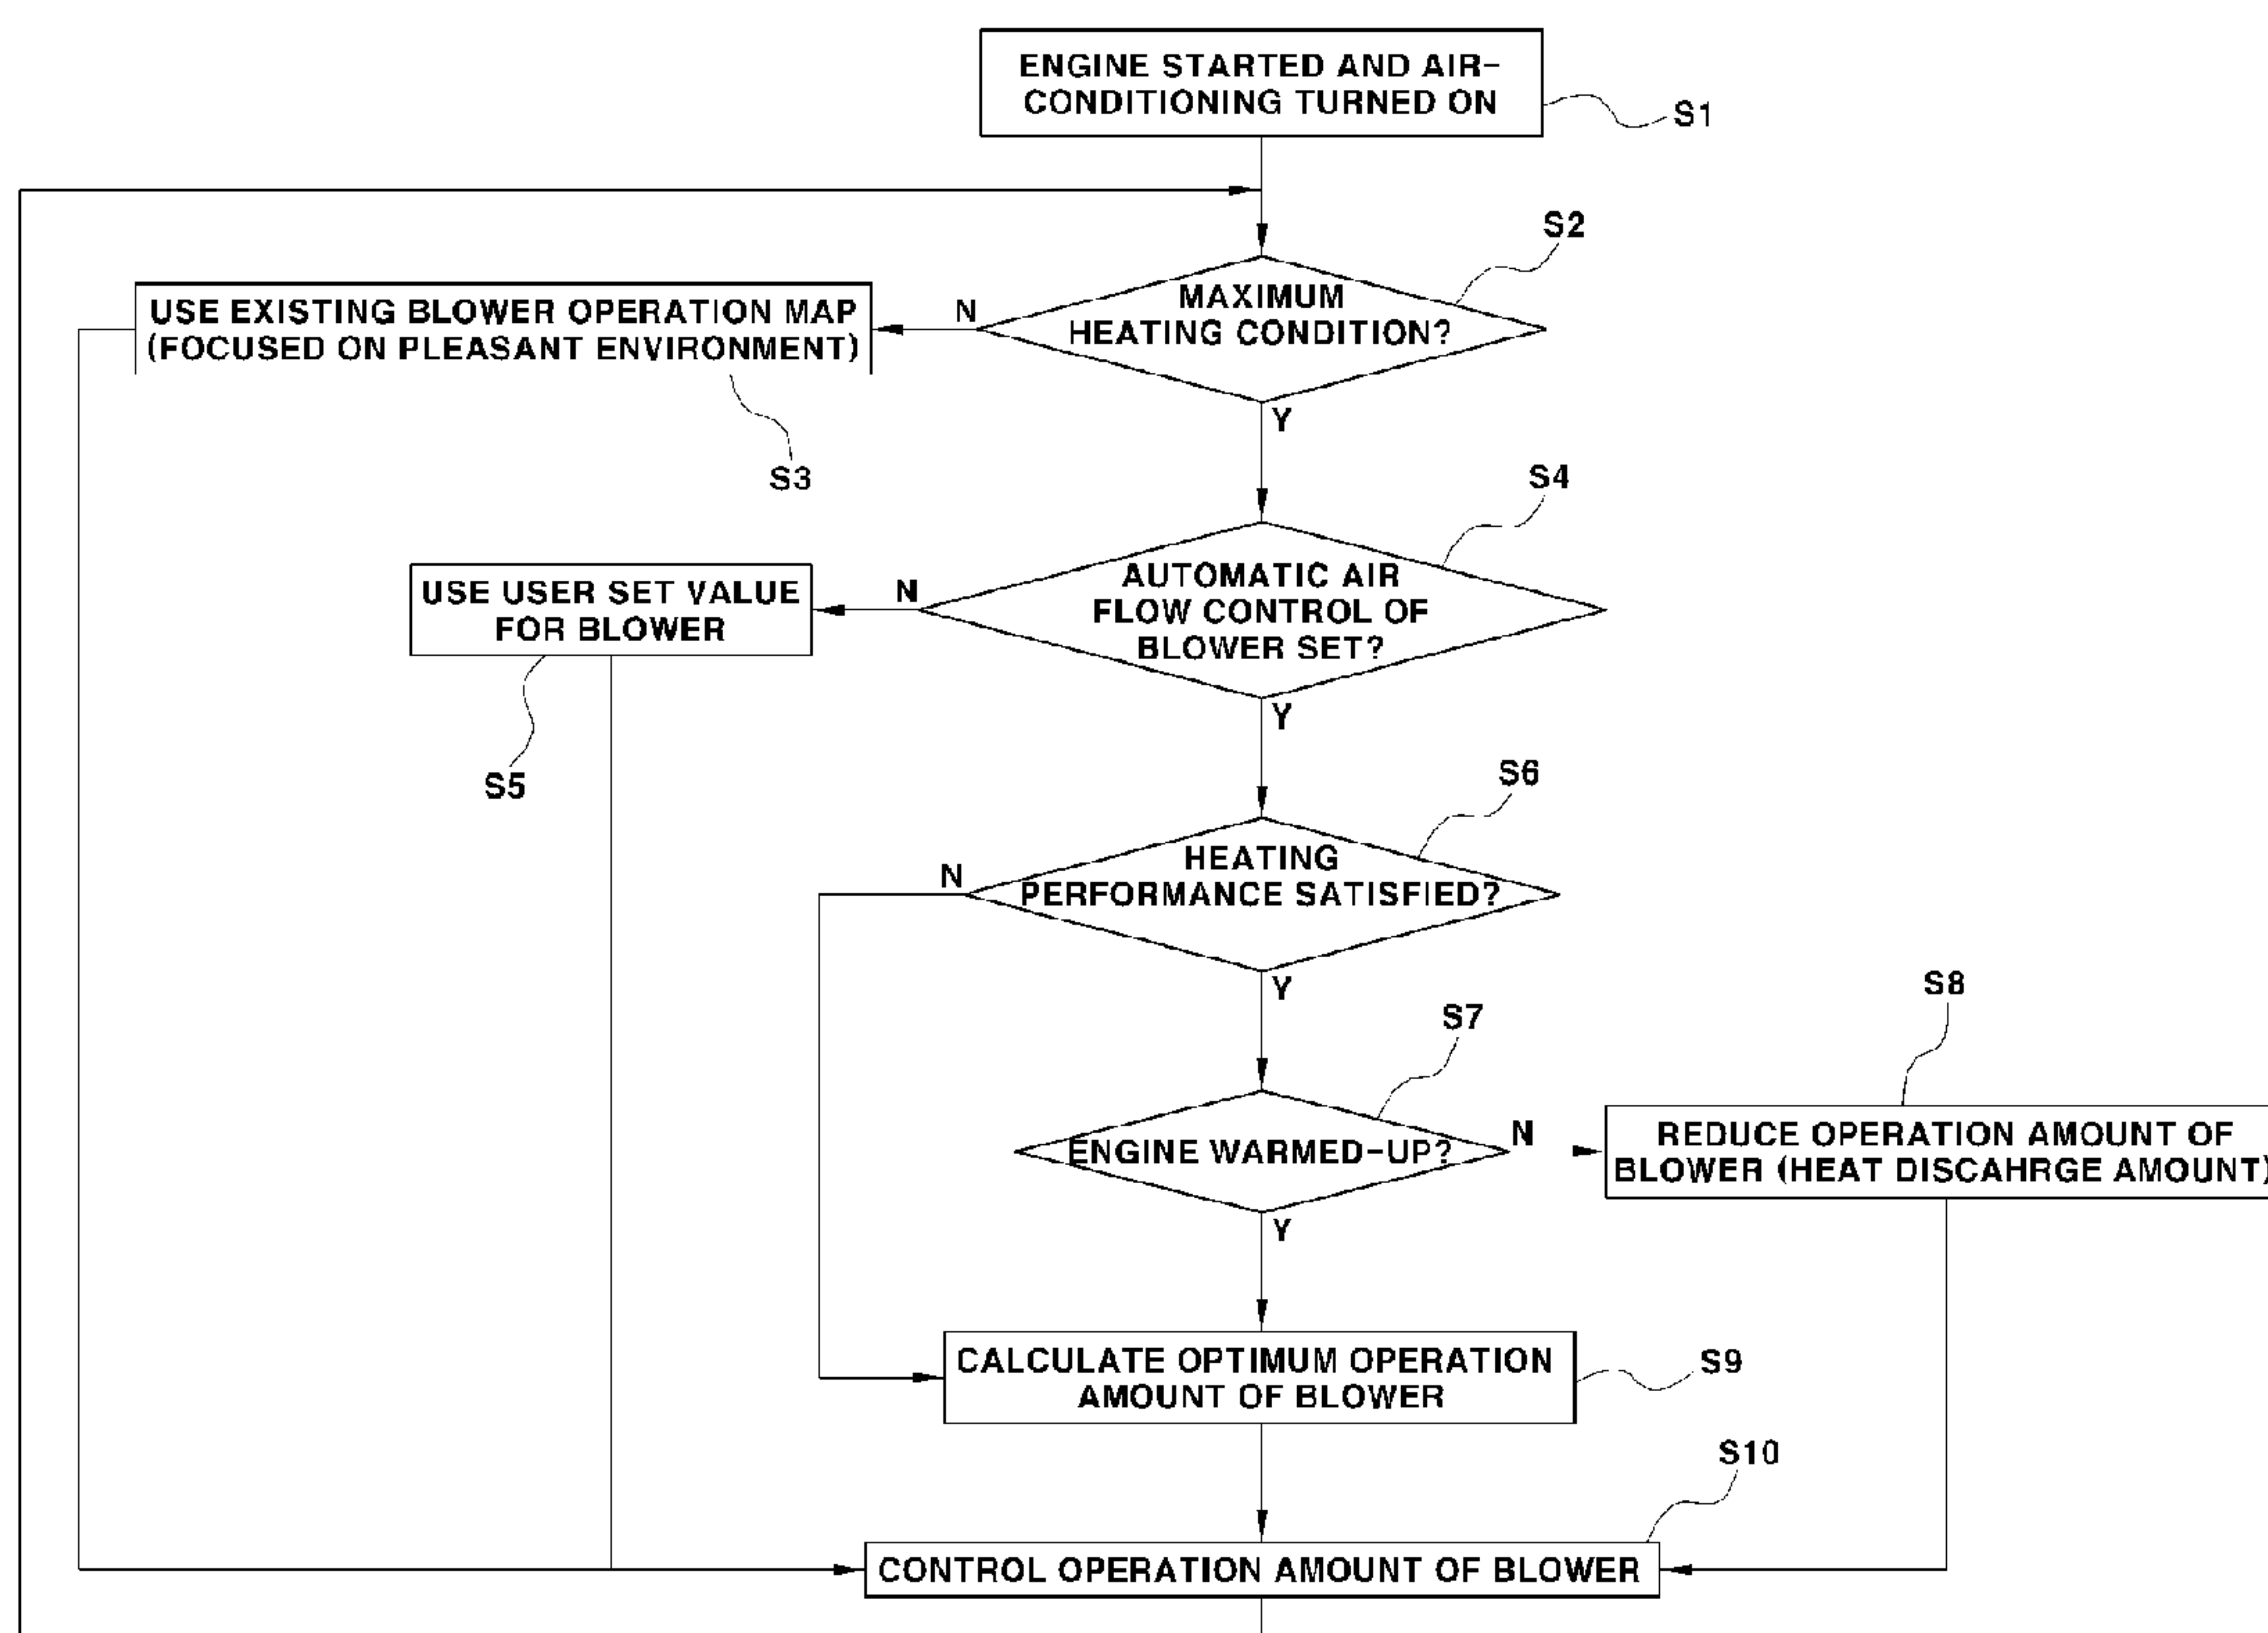 ENGINE STARTED AND AIR-
CONDITIONING TURNED ON
S1
S2
MAXIMUM
HEATING CONDITION?
N
USE EXISTING BLOWER OPERATION MAP
(FOCUSED ON PLEASANT ENVIRONMENT)
Y
S3
S4
AUTOMATIC AIR
FLOW CONTROL OF
BLOWER SET?
N
USE USER SET VALUE
FOR BLOWER
Y
S5
S6
HEATING
PERFORMANCE SATISFIED?
N
Y
S7
S8
ENGINE WARMED-UP?
N
REDUCE OPERATION AMOUNT OF
BLOWER (HEAT DISCAHRGE AMOUNT)
Y
CALCULATE OPTIMUM OPERATION
AMOUNT OF BLOWER
S9
S10
CONTROL OPERATION AMOUNT OF BLOWER